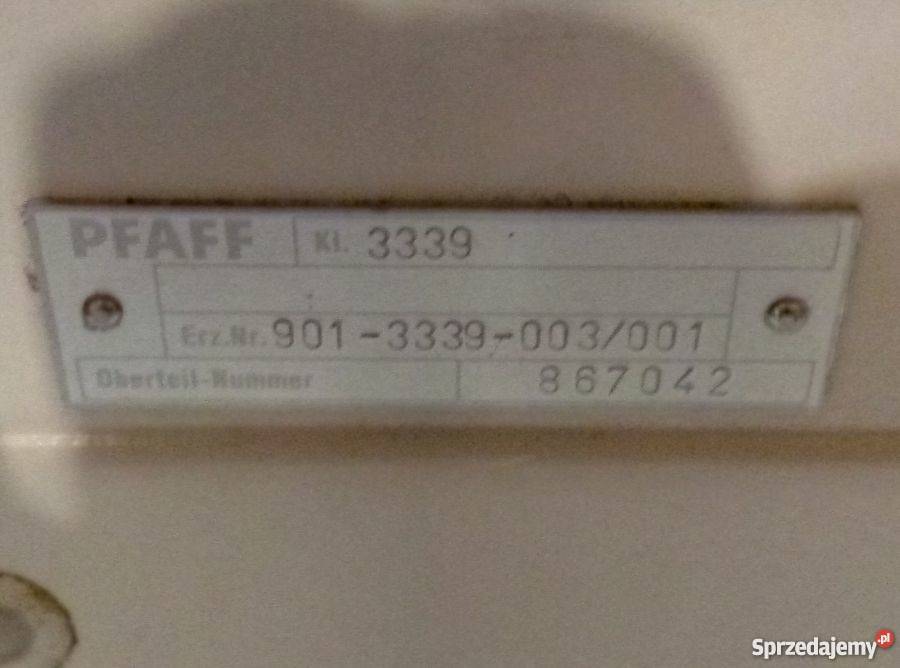 PFAFF Kl. 3339
Erz.Nr. 901-3339-003/001
Oberteil-Nummer 867042
Sprzedajemy.pl